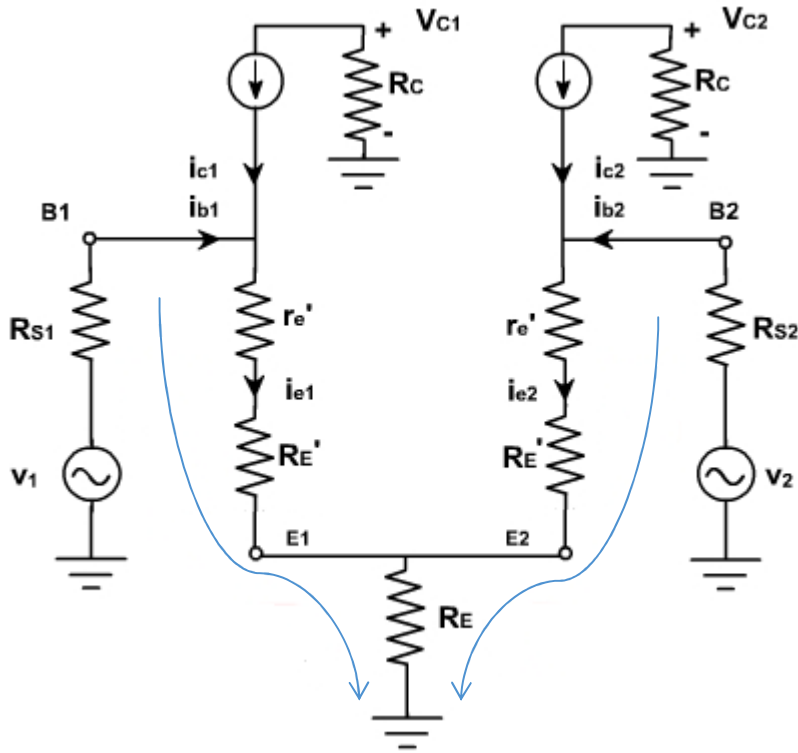 + VC1
RC
-
+ VC2
RC
-
ic1
ib1
ic2
ib2
B1
B2
RS1
re'
re'
RS2
ie1
ie2
v1
RE'
RE'
v2
E1
E2
RE